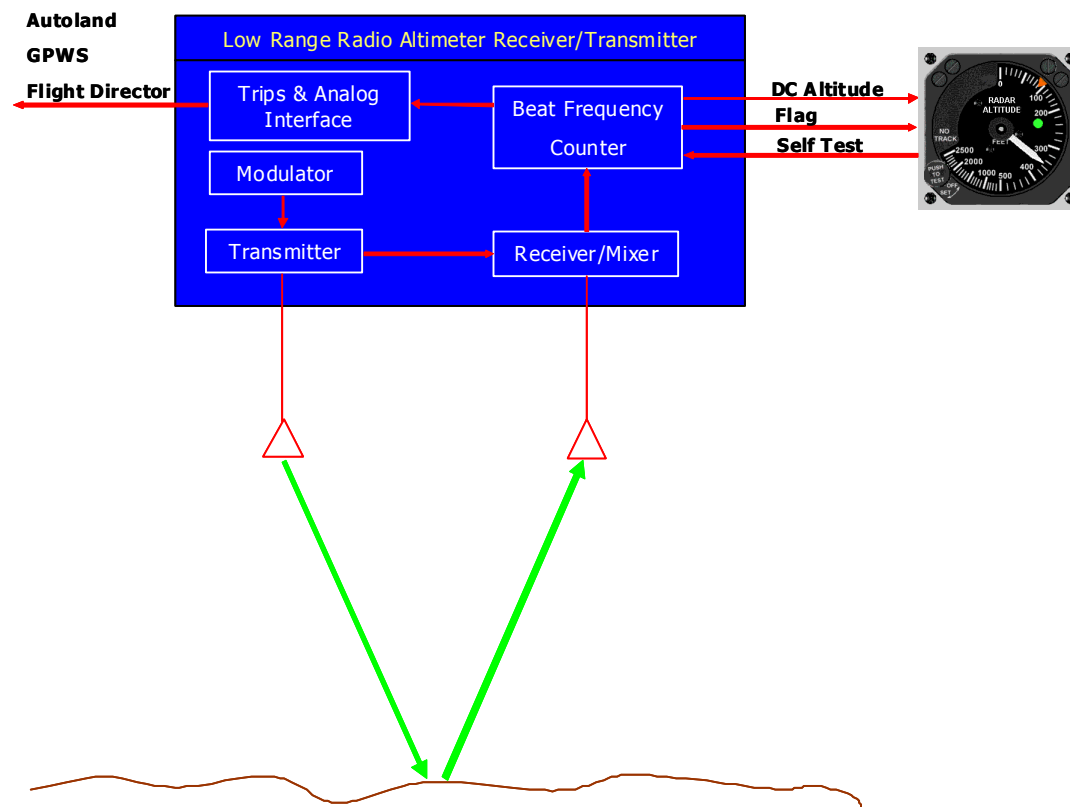 Autoland
GPWS
Flight Director
Low Range Radio Altimeter Receiver/Transmitter
Trips & Analog
Interface
Beat Frequency
Counter
Modulator
Transmitter
Receiver/Mixer
DC Altitude
Flag
Self Test
0
100
200
300
400
500
1000
2000
2500
RADAR
ALTITUDE
FEET
NO
TRACK
PUSH
TO
TEST
OFF
SET